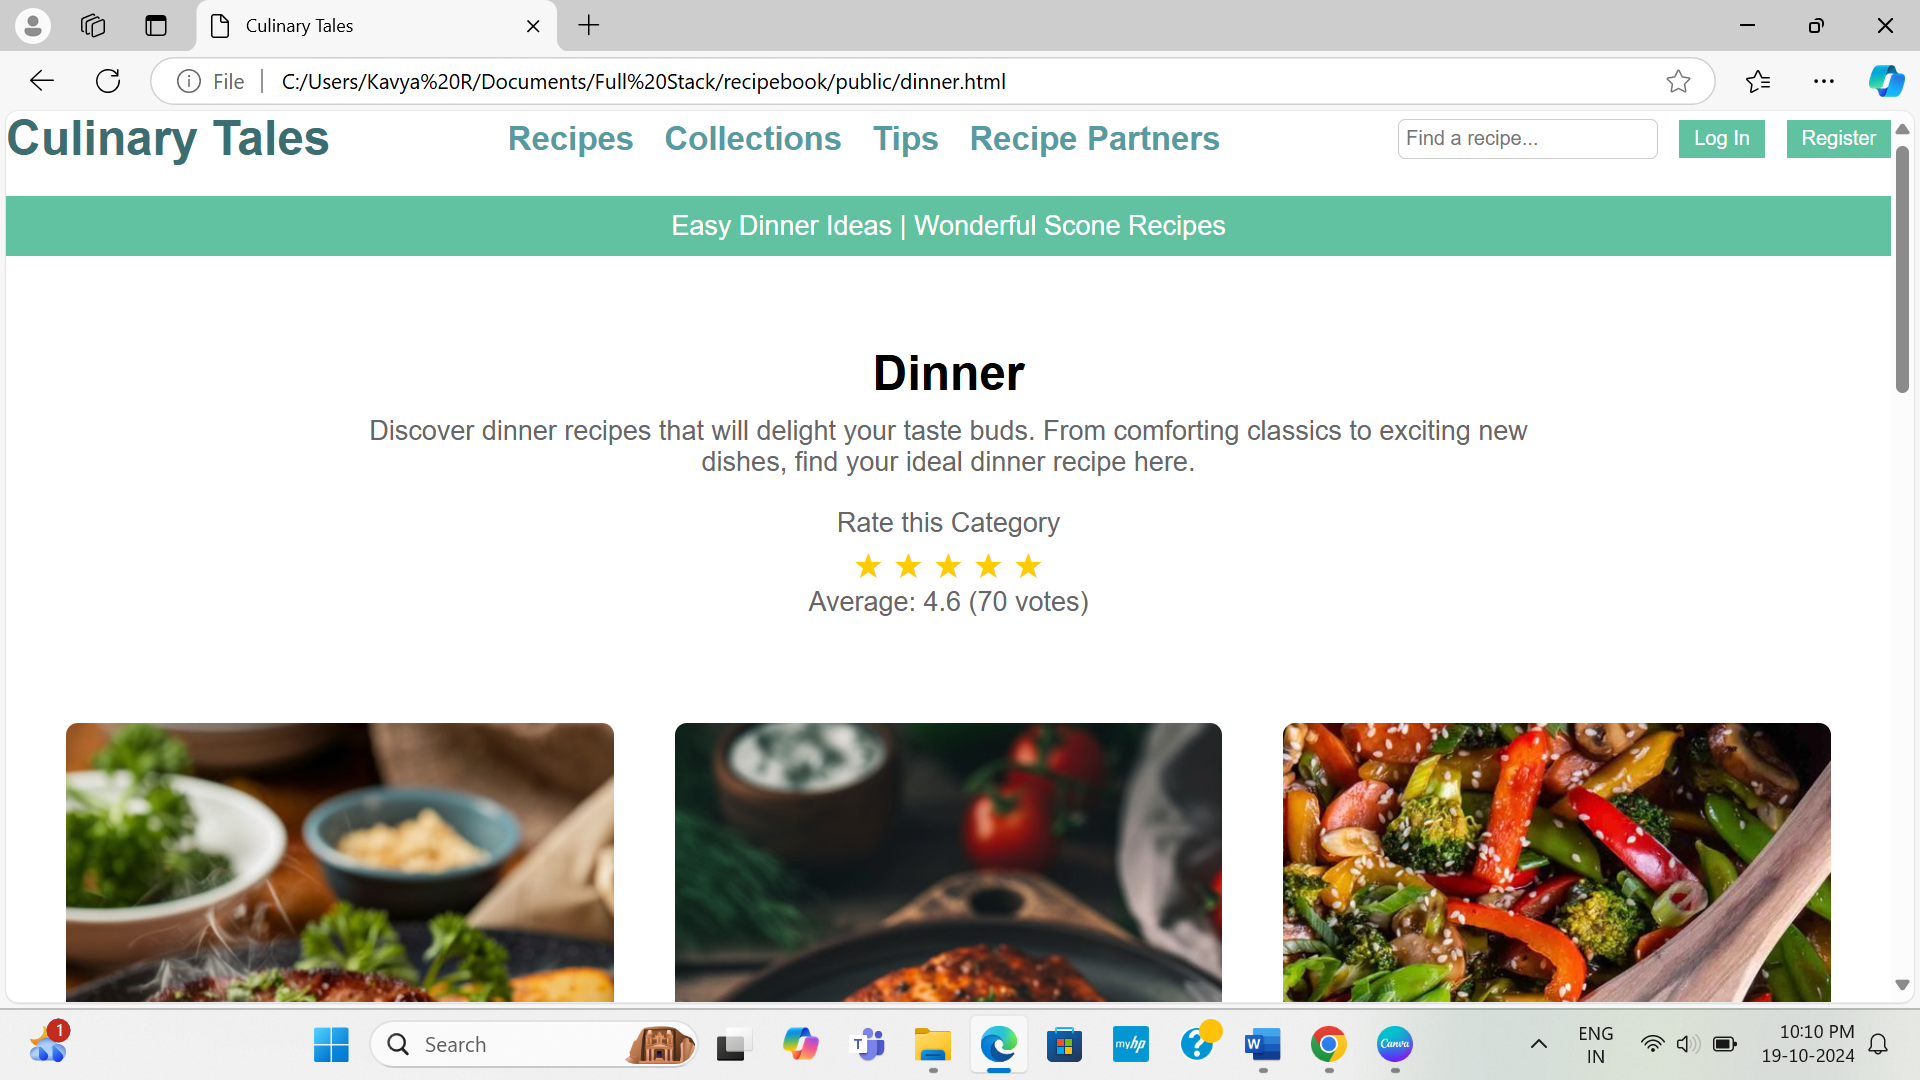 Culinary Tales
File
C:/Users/Kavya%20R/Documents/Full%20Stack/recipebook/public/dinner.html
Culinary Tales
Recipes Collections Tips Recipe Partners
Find a recipe...
Log In
Register
Easy Dinner Ideas | Wonderful Scone Recipes
Dinner
Discover dinner recipes that will delight your taste buds. From comforting classics to exciting new
dishes, find your ideal dinner recipe here.
Rate this Category
★ ★ ★ ★ ★
Average: 4.6 (70 votes)
1
Search
T
myhp
?
W
Canva
ENG
IN
10:10 PM
19-10-2024